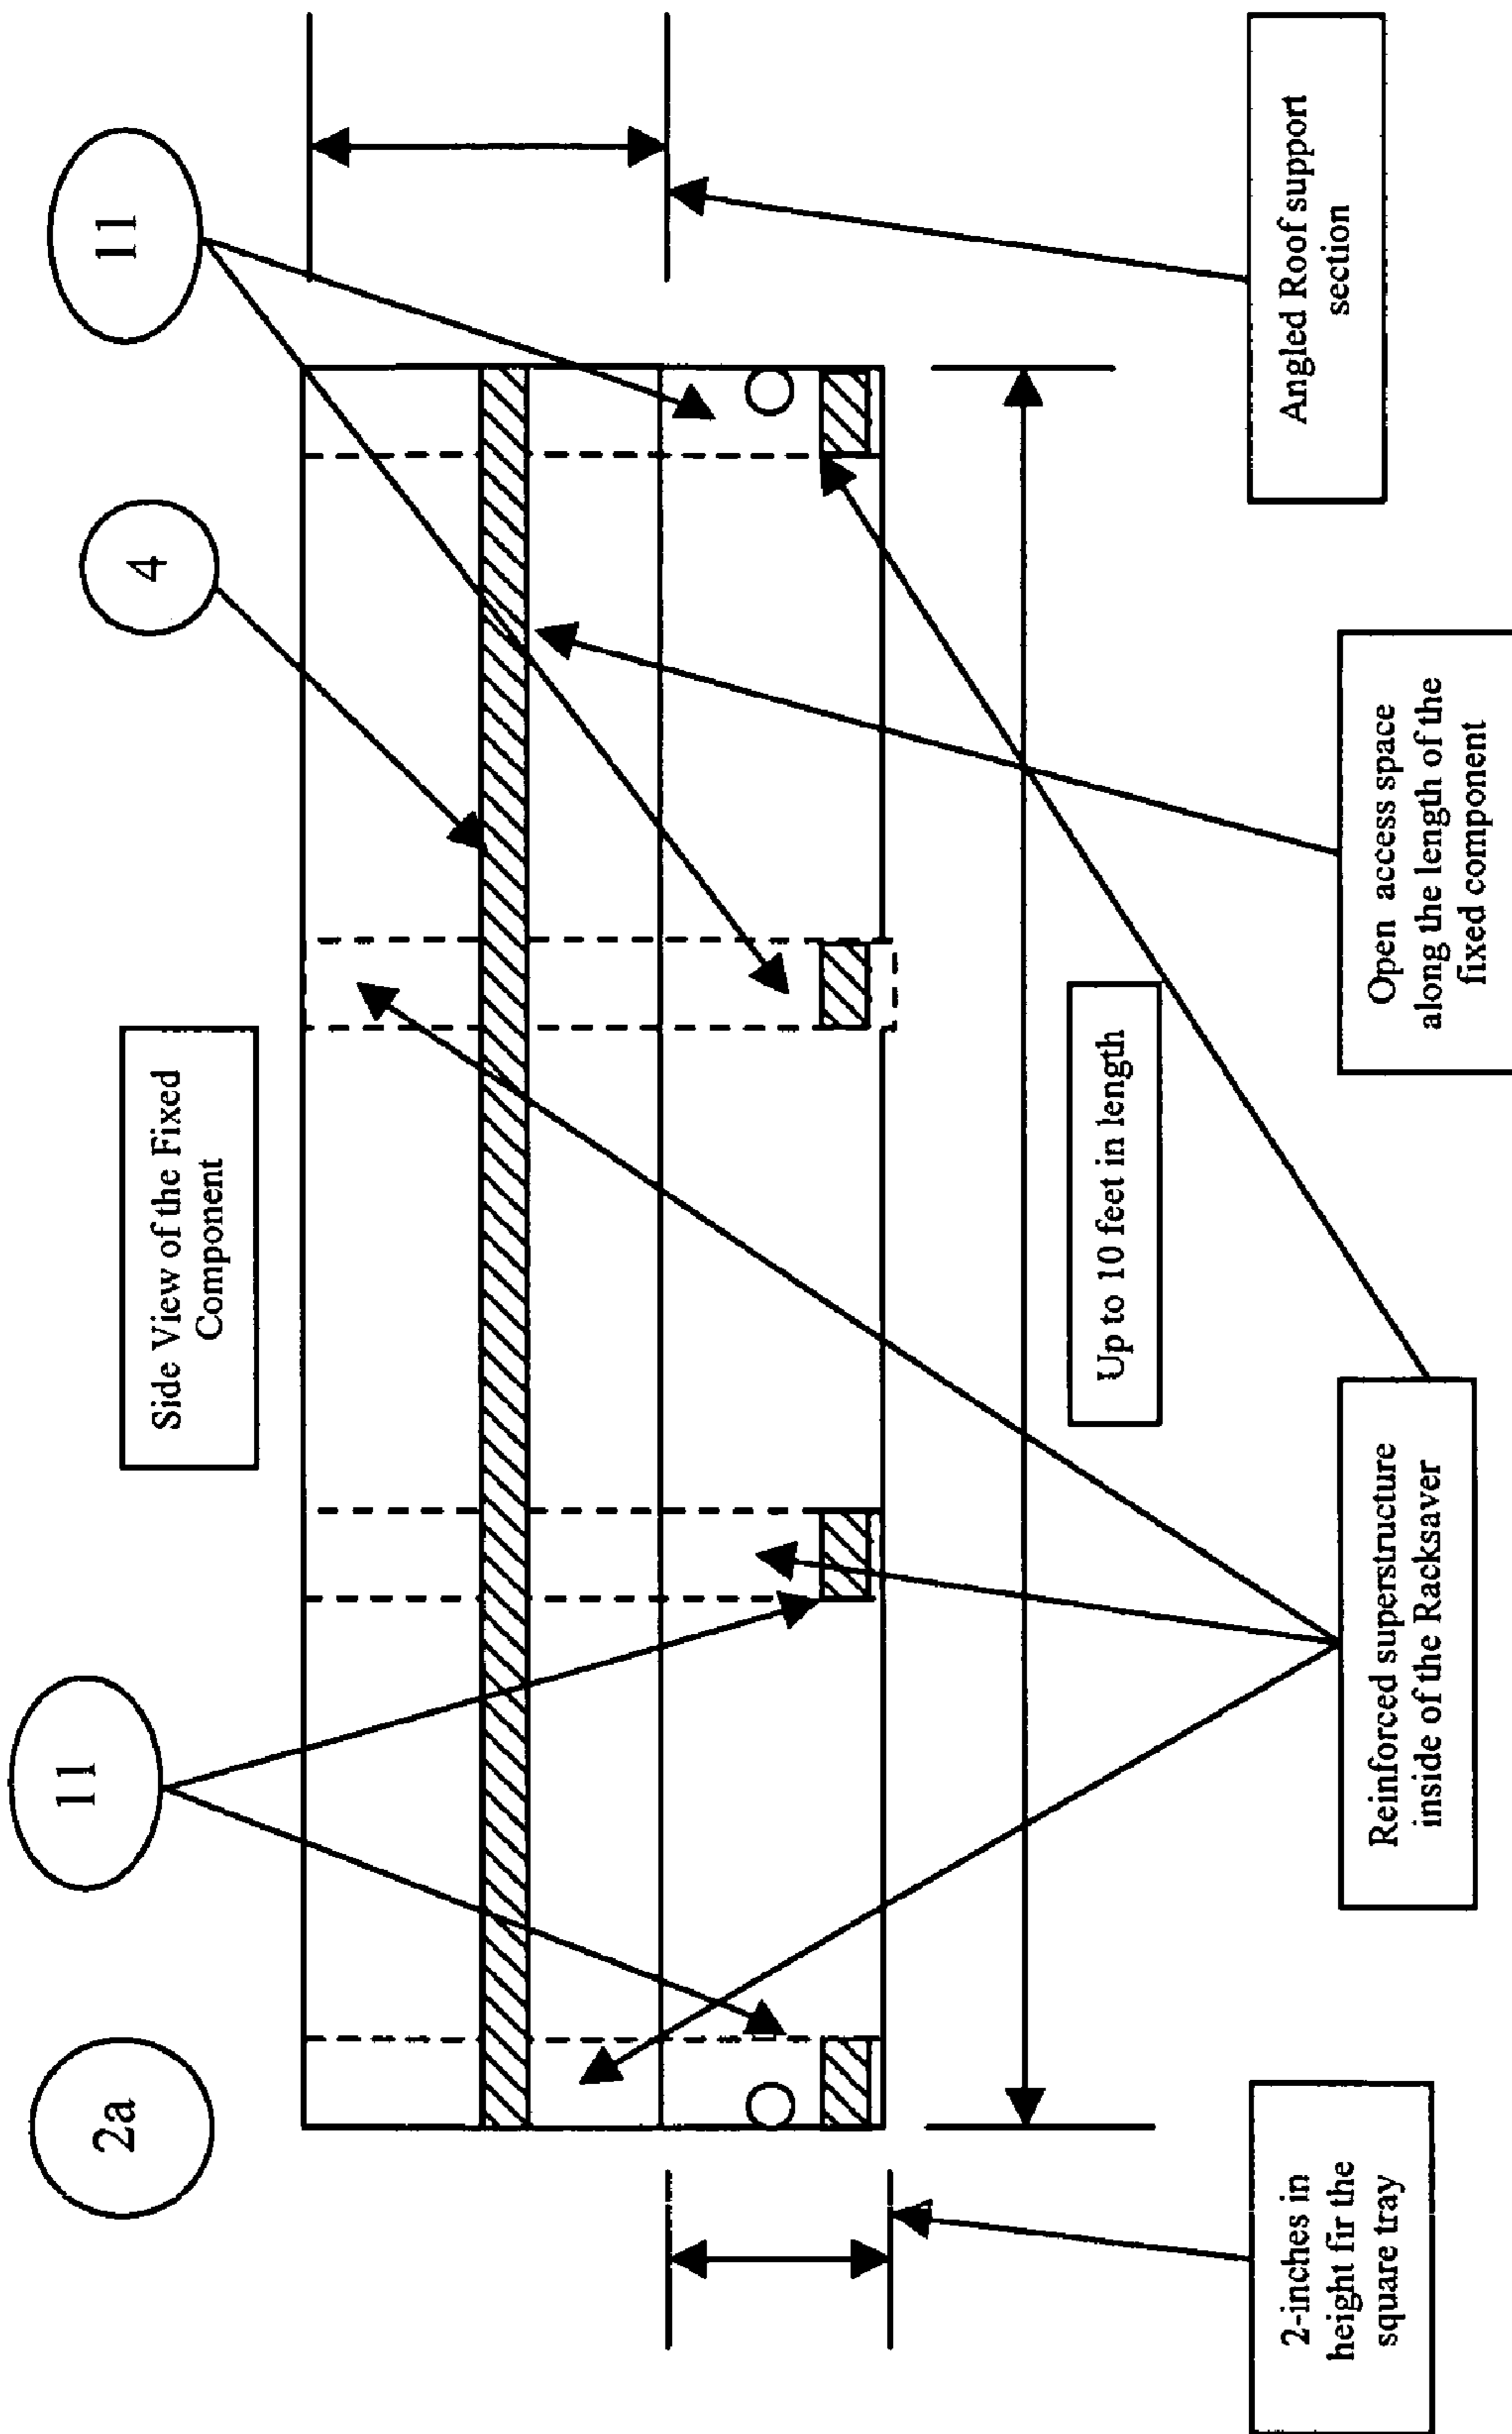 2a
11
11
4
Side View of the Fixed
Component
Up to 10 feet in length
2-inches in
height fir the
square tray
Reinforced superstructure
inside of the Racksaver
Open access space
along the length of the
fixed component
Angled Roof support
section